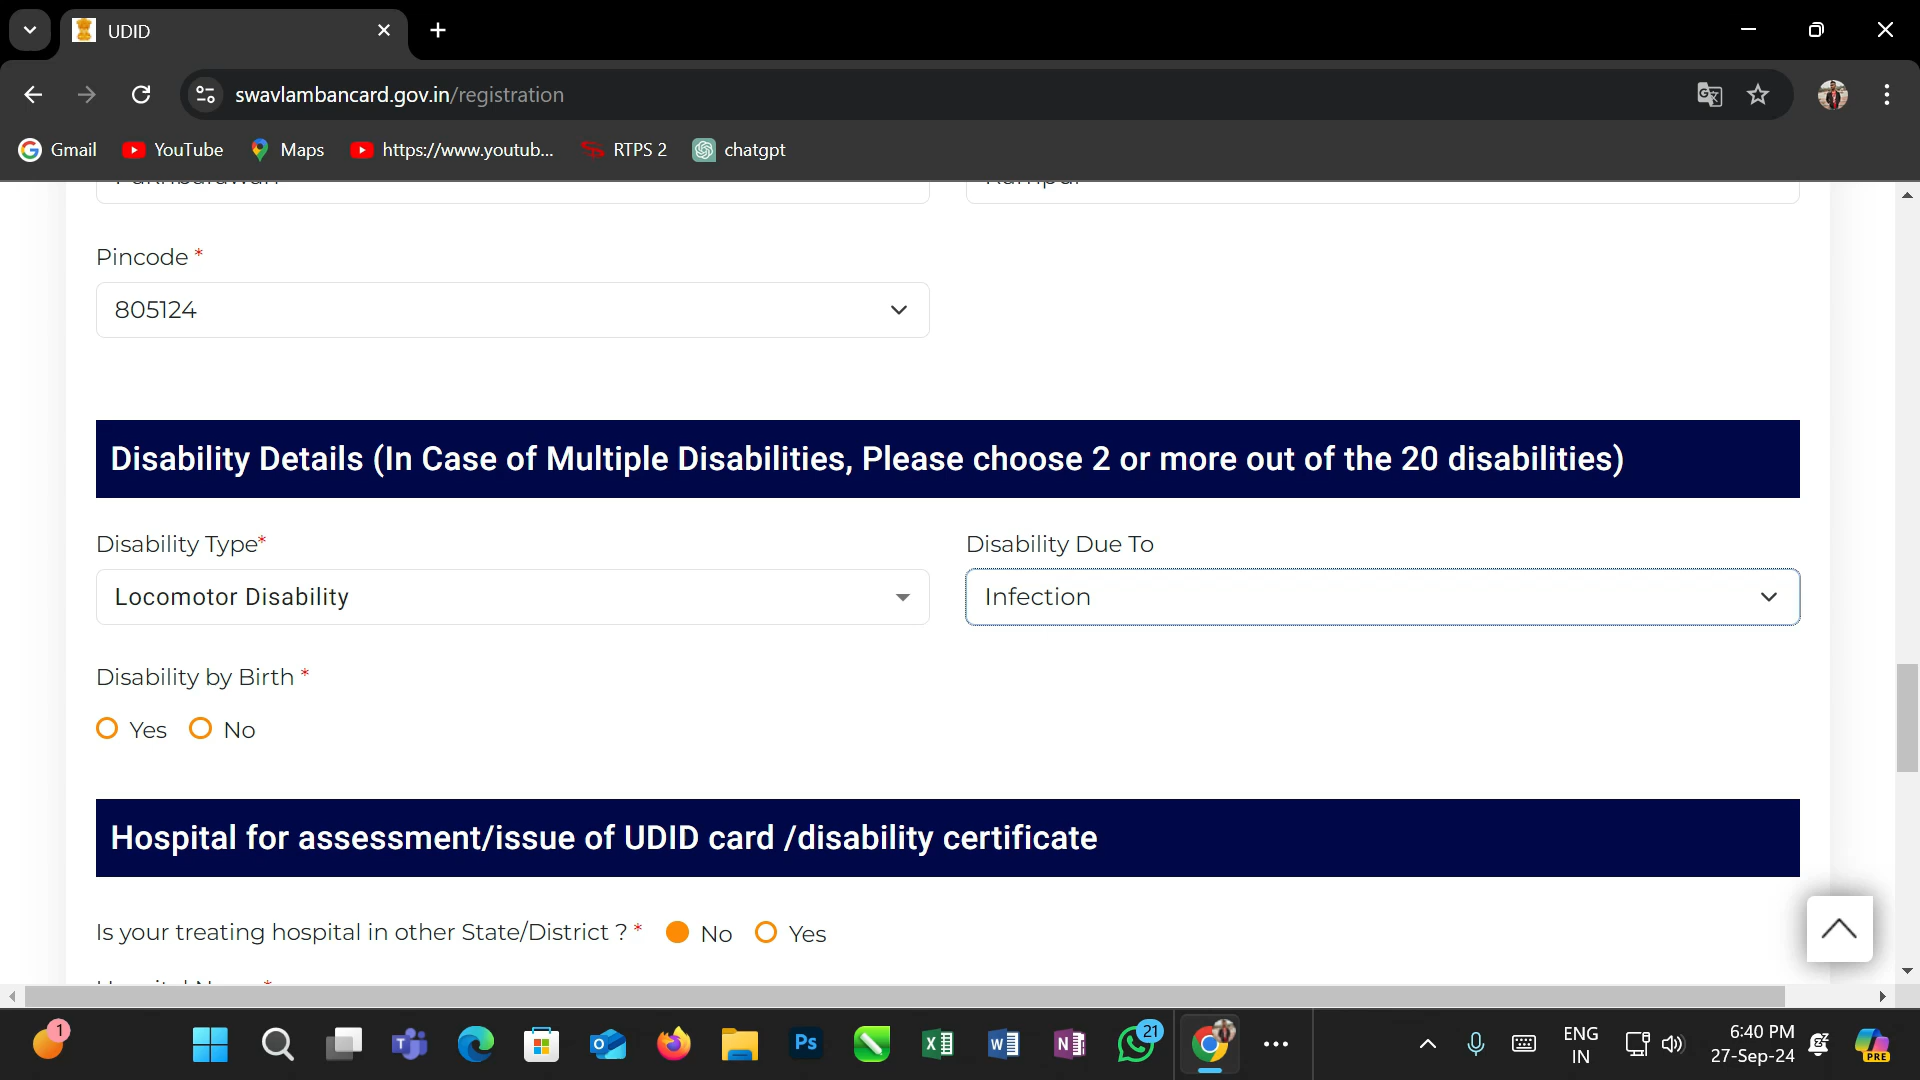 UDID
swavlambancard.gov.in/registration
Gmail YouTube Maps https://www.youtub... RTPS 2 chatgpt
Pincode *
805124
Disability Details (In Case of Multiple Disabilities, Please choose 2 or more out of the 20 disabilities)
Disability Type* Disability Due To
Locomotor Disability Infection
Disability by Birth *
Yes No
Hospital for assessment/issue of UDID card /disability certificate
Is your treating hospital in other State/District ? * No Yes
1 Ps 21 ENG 6:40 PM
IN 27-Sep-24 PRE